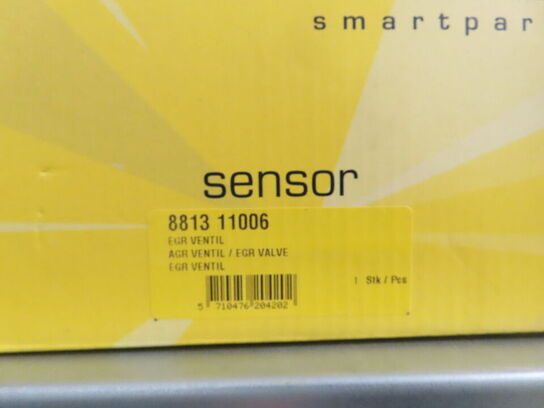 smartpar
sensor
8813 11006
EGR VENTIL
AGR VENTIL / EGR VALVE
EGR VENTIL
1 Stk / Pcs
5 710476 204202